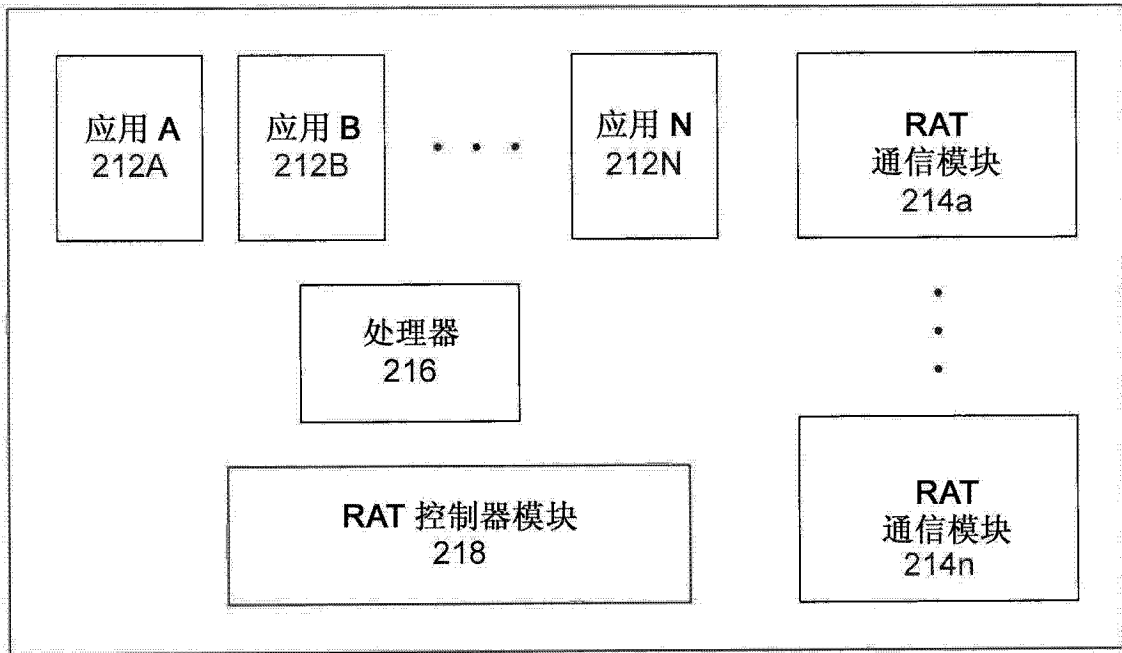 应用 A
212A
应用 B
212B
应用 N
212N
RAT
通信模块
214a
处理器
216
RAT 控制器模块
218
RAT
通信模块
214n